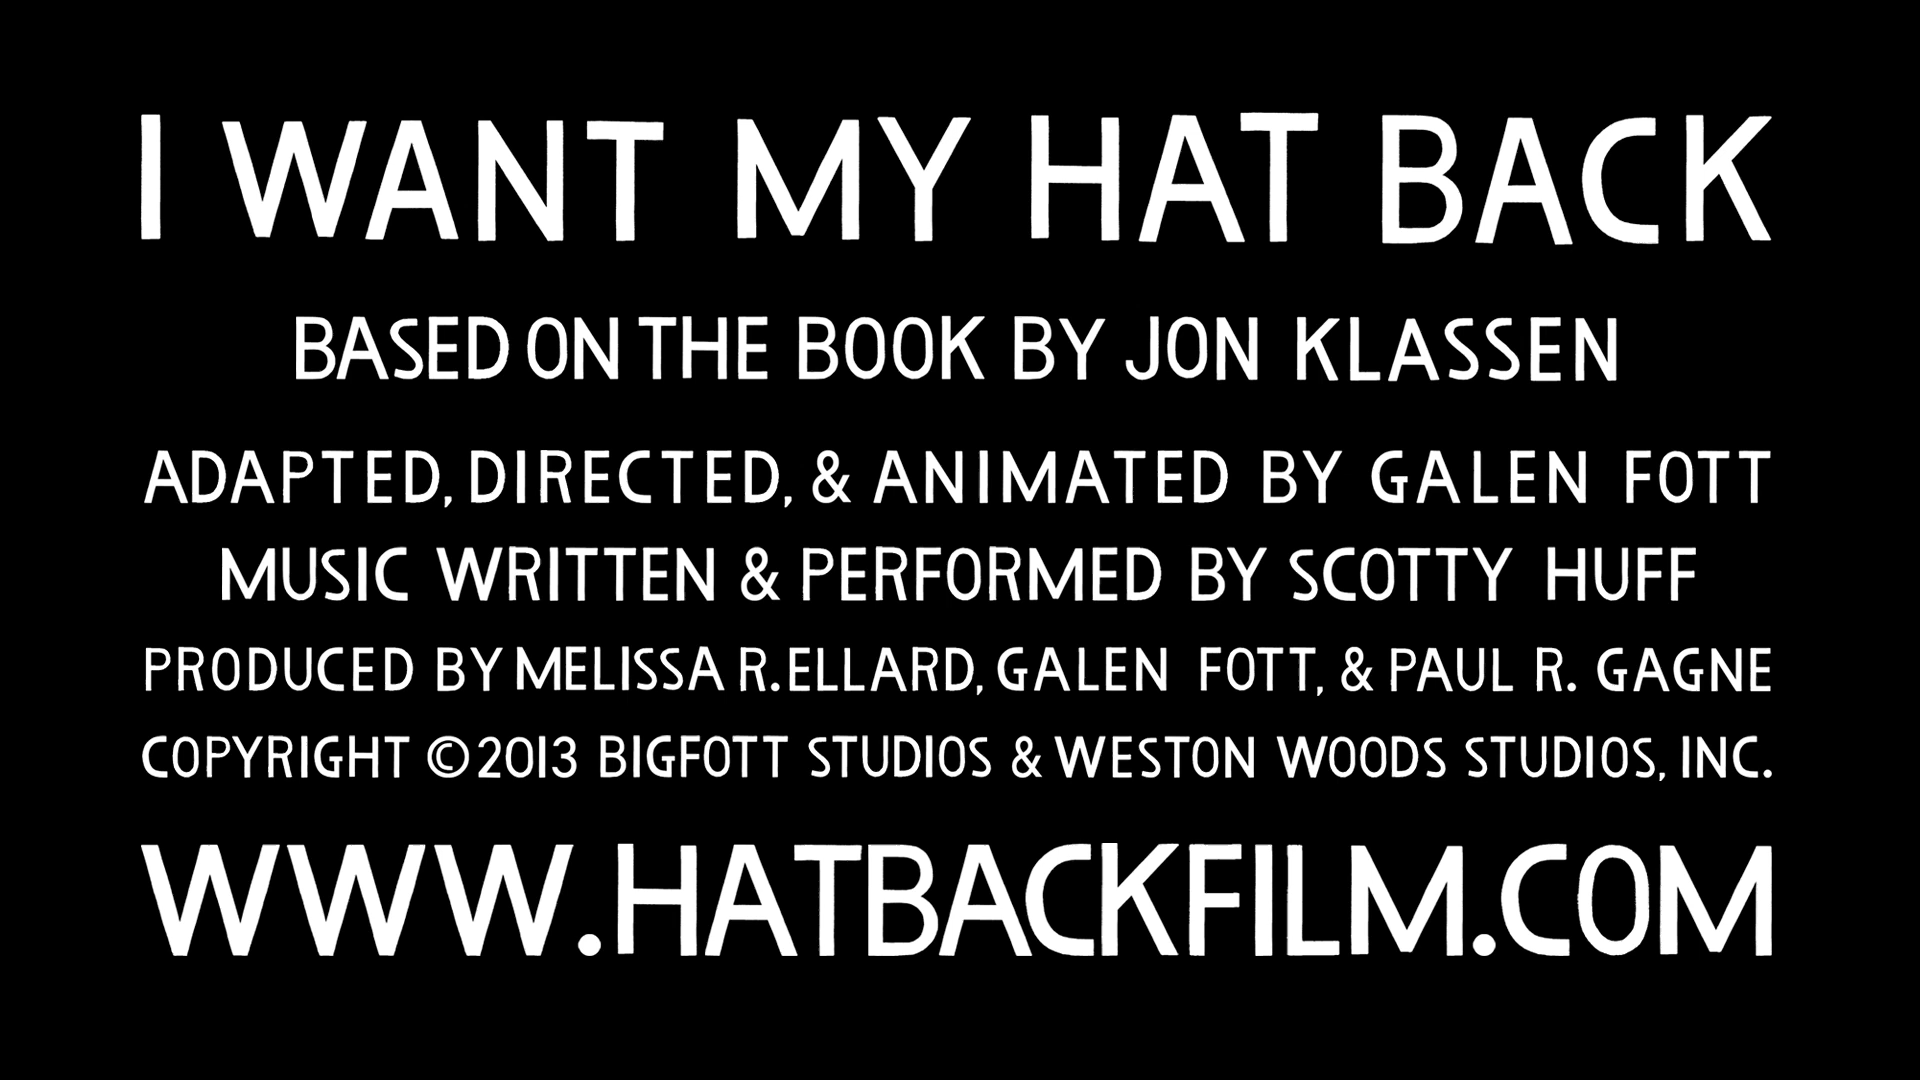 I WANT MY HAT BACK
BASED ON THE BOOK BY JON KLASSEN
ADAPTED, DIRECTED, & ANIMATED BY GALEN FOTT
MUSIC WRITTEN & PERFORMED BY SCOTTY HUFF
PRODUCED BY MELISSA R. ELLARD, GALEN FOTT, & PAUL R. GAGNE
COPYRIGHT ©2013 BIGFOTT STUDIOS & WESTON WOODS STUDIOS, INC.
WWW.HATBACKFILM.COM